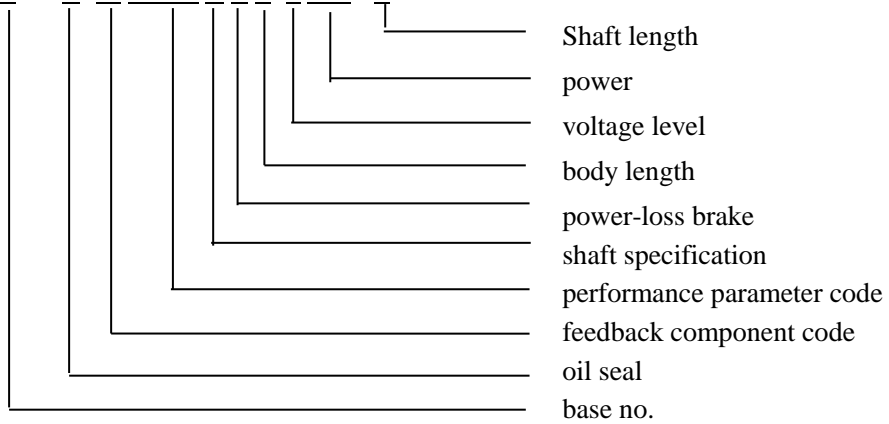 Shaft length
power
voltage level
body length
power-loss brake
shaft specification
performance parameter code
feedback component code
oil seal
base no.